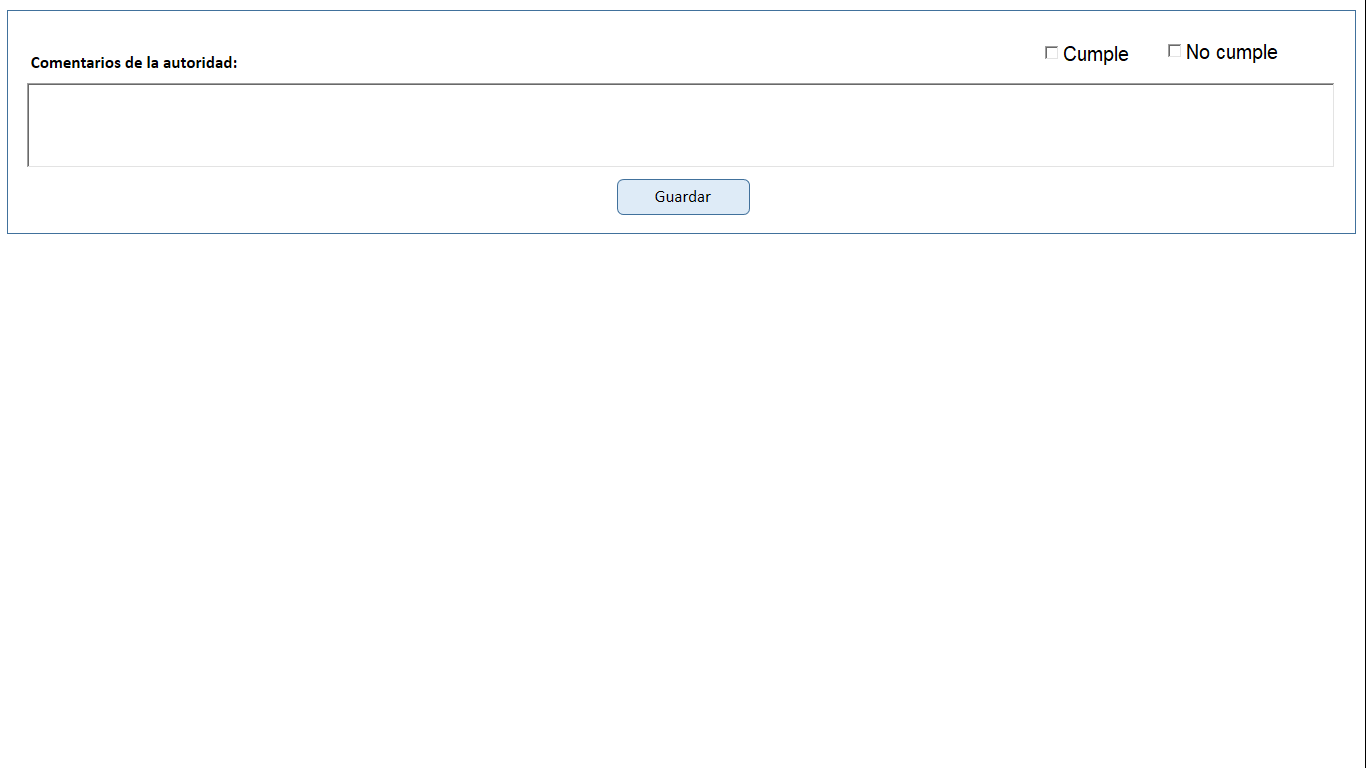 Comentarios de la autoridad:
Cumple
No cumple
Guardar